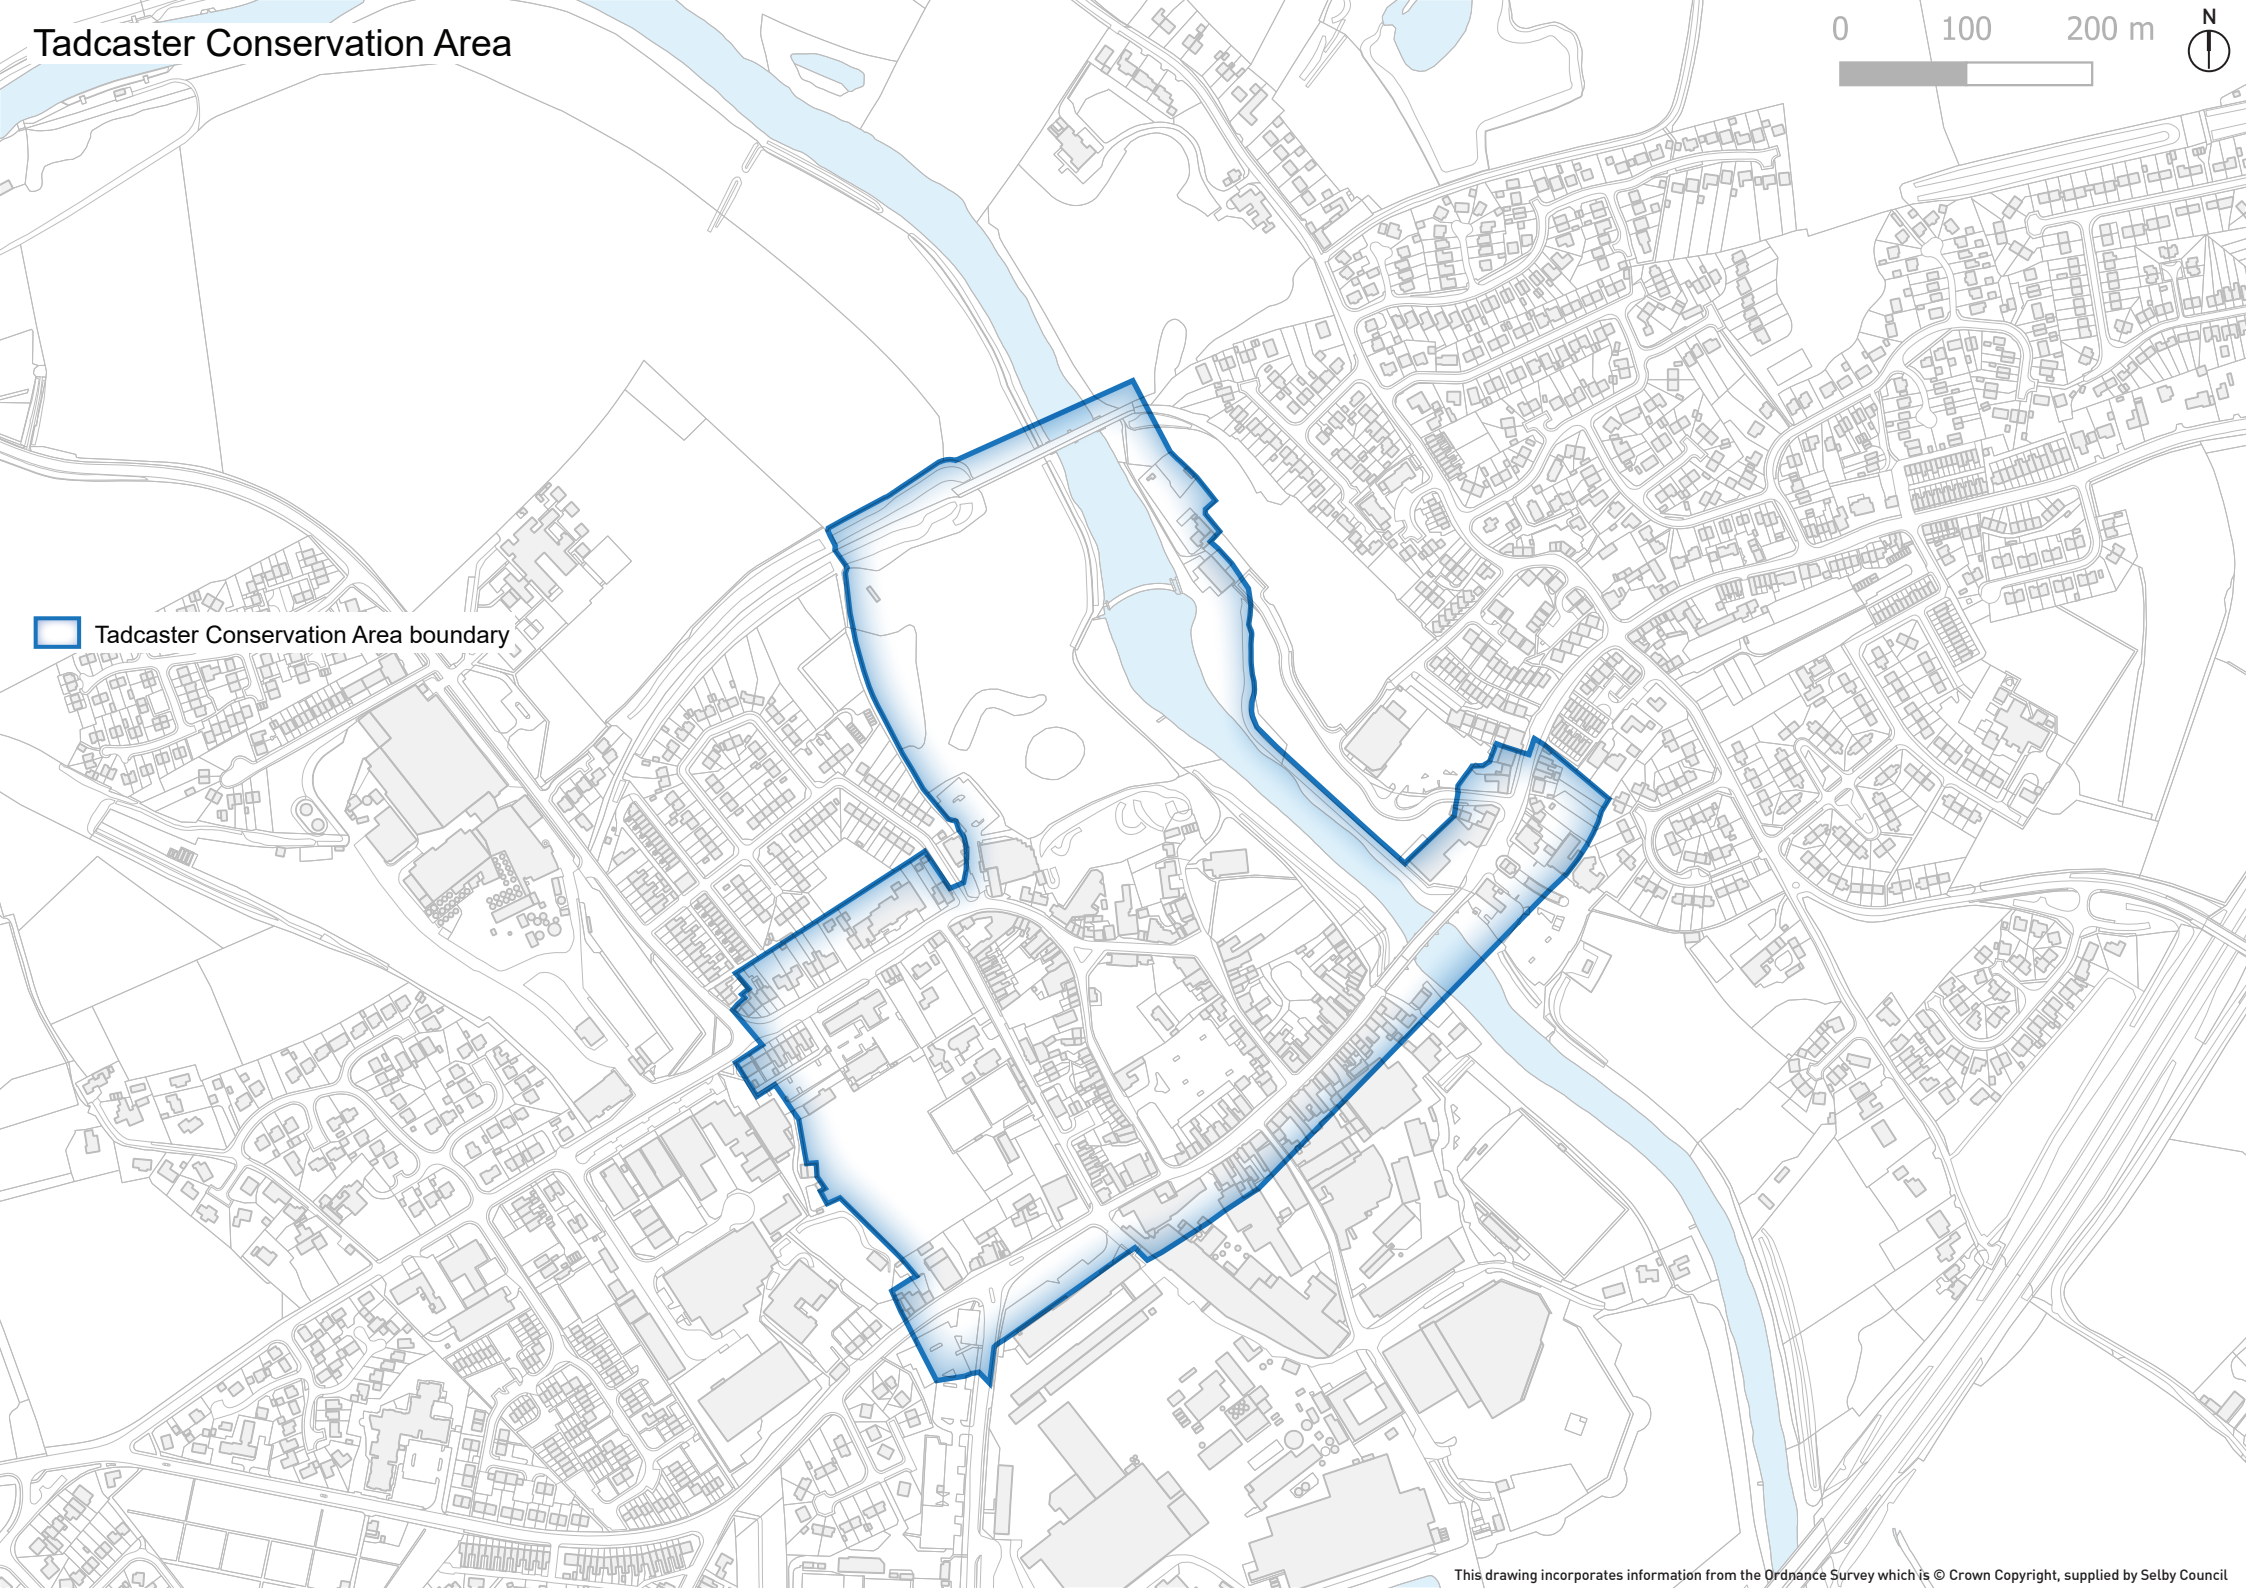 Tadcaster Conservation Area
0 100 200 m
N
Tadcaster Conservation Area boundary
This drawing incorporates information from the Ordnance Survey which is © Crown Copyright, supplied by Selby Council